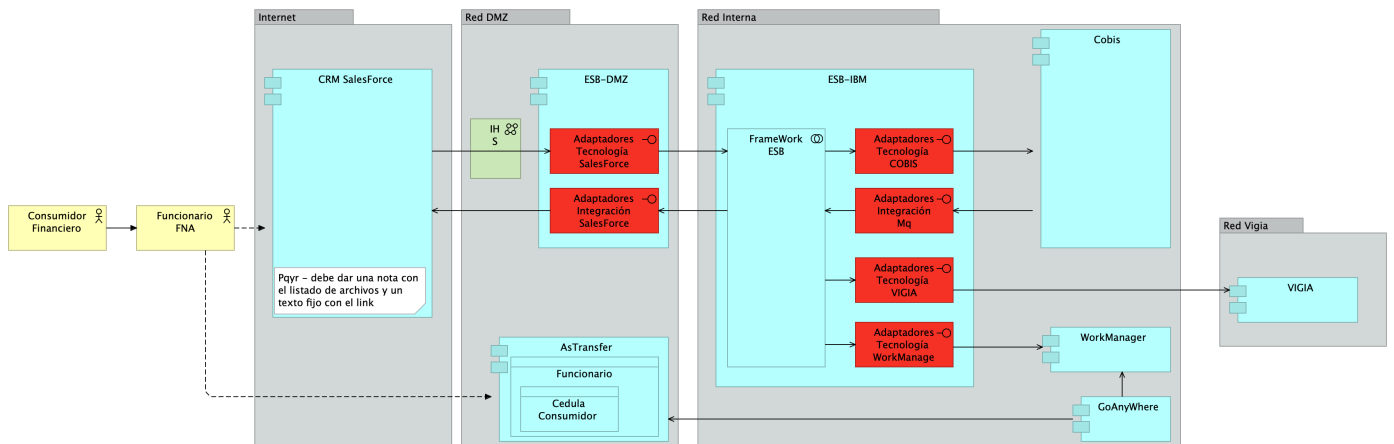 Internet
Red DMZ
Red Interna
Cobis
CRM SalesForce
ESB-DMZ
ESB-IBM
IH
S
Adaptadores
Tecnología
SalesForce
FrameWork
ESB
Adaptadores
Tecnología
COBIS
Adaptadores
Integración
SalesForce
Adaptadores
Integración
Mq
Consumidor
Financiero
Funcionario
FNA
Red Vigia
Pqyr - debe dar una nota con
el listado de archivos y un
texto fijo con el link
Adaptadores
Tecnología
VIGIA
VIGIA
Adaptadores
Tecnología
WorkManage
WorkManager
AsTransfer
Funcionario
Cedula
Consumidor
GoAnyWhere